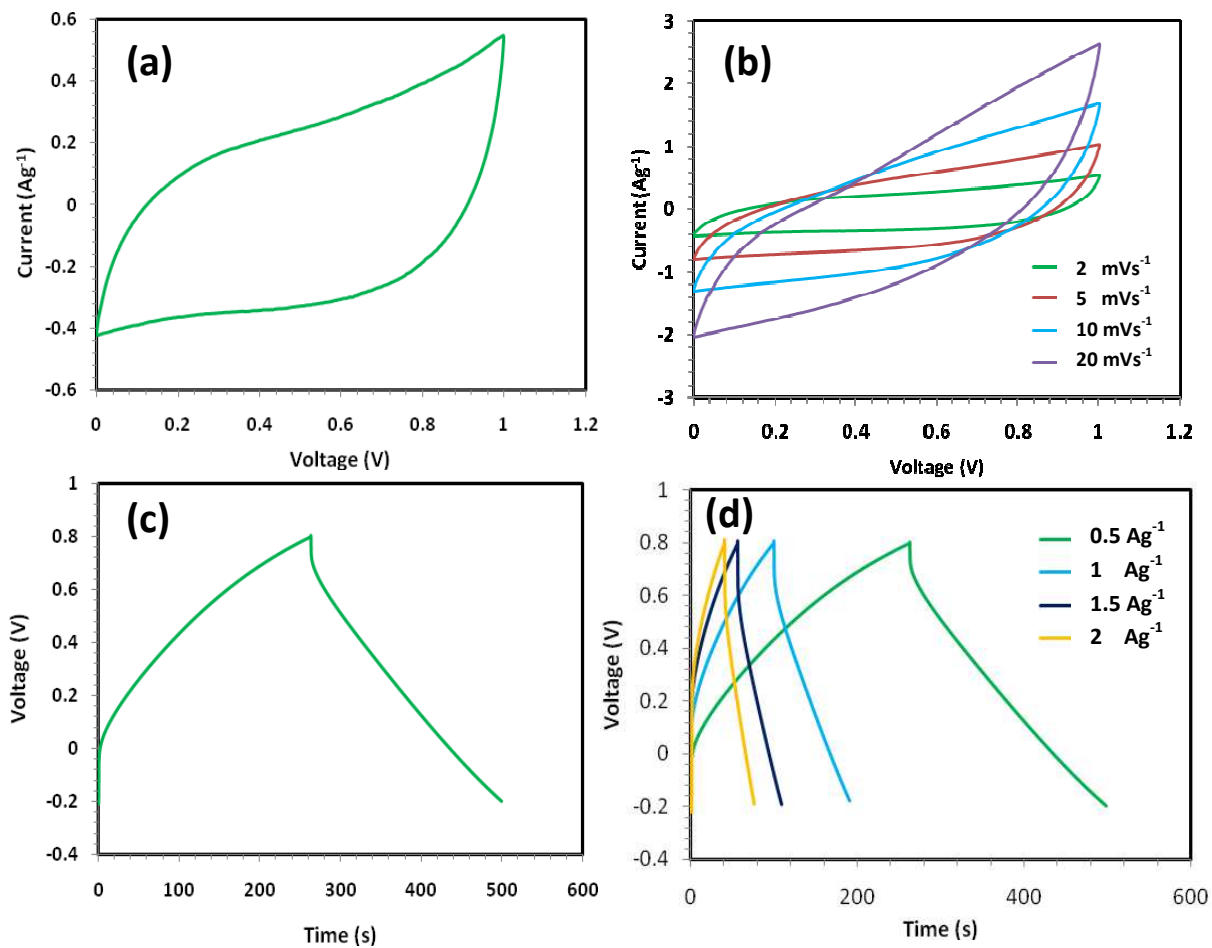 (a)
0.6
0.4
0.2
0
-0.2
-0.4
-0.6
Current (Ag⁻¹)
0 0.2 0.4 0.6 0.8 1 1.2
Voltage (V)
(b)
3
2
1
0
-1
-2
-3
Current (Ag⁻¹)
2 mVs⁻¹
5 mVs⁻¹
10 mVs⁻¹
20 mVs⁻¹
0 0.2 0.4 0.6 0.8 1 1.2
Voltage (V)
(c)
1
0.8
0.6
0.4
0.2
0
-0.2
-0.4
Voltage (V)
0 100 200 300 400 500 600
Time (s)
(d)
1
0.8
0.6
0.4
0.2
0
-0.2
-0.4
Voltage (V)
0.5 Ag⁻¹
1 Ag⁻¹
1.5 Ag⁻¹
2 Ag⁻¹
0 200 400 600
Time (s)